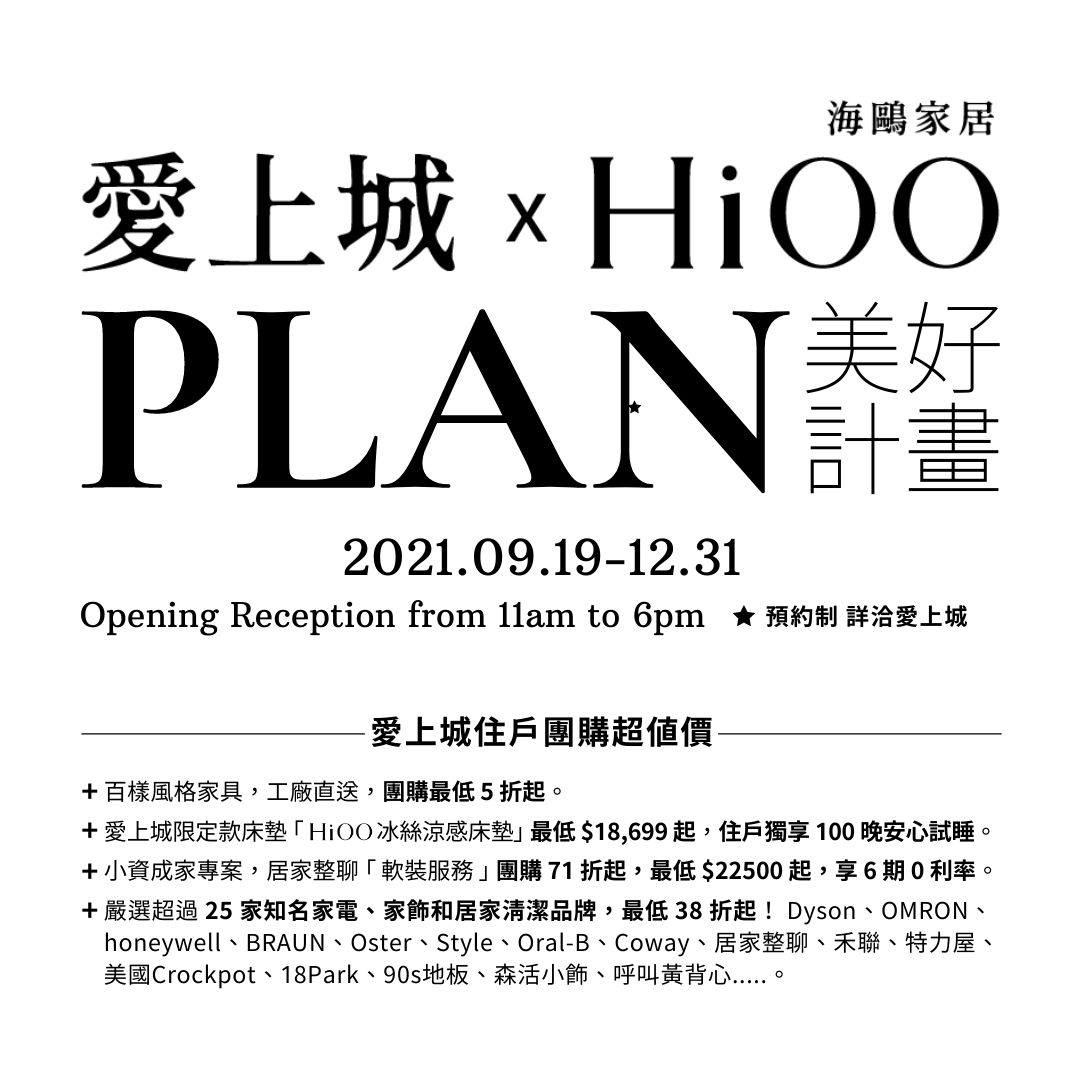 海鷗家居
愛上城 x HiOO
PLAN 美好
計畫
2021.09.19-12.31
Opening Reception from 11am to 6pm ★ 預約制 詳洽愛上城
愛上城住戶團購超值價
+ 百樣風格家具，工廠直送，團購最低 5 折起。
+ 愛上城限定款床墊「HiOO冰絲涼感床墊」最低 $18,699 起，住戶獨享 100 晚安心試睡。
+ 小資成家專案，居家整聊「軟裝服務」團購 71 折起，最低 $22500 起，享 6 期 0 利率。
+ 嚴選超過 25 家知名家電、家飾和居家清潔品牌，最低 38 折起！ Dyson、OMRON、
honeywell、BRAUN、Oster、Style、Oral-B、Coway、居家整聊、禾聯、特力屋、
美國Crockpot、18Park、90s地板、森活小飾、呼叫黃背心.....。